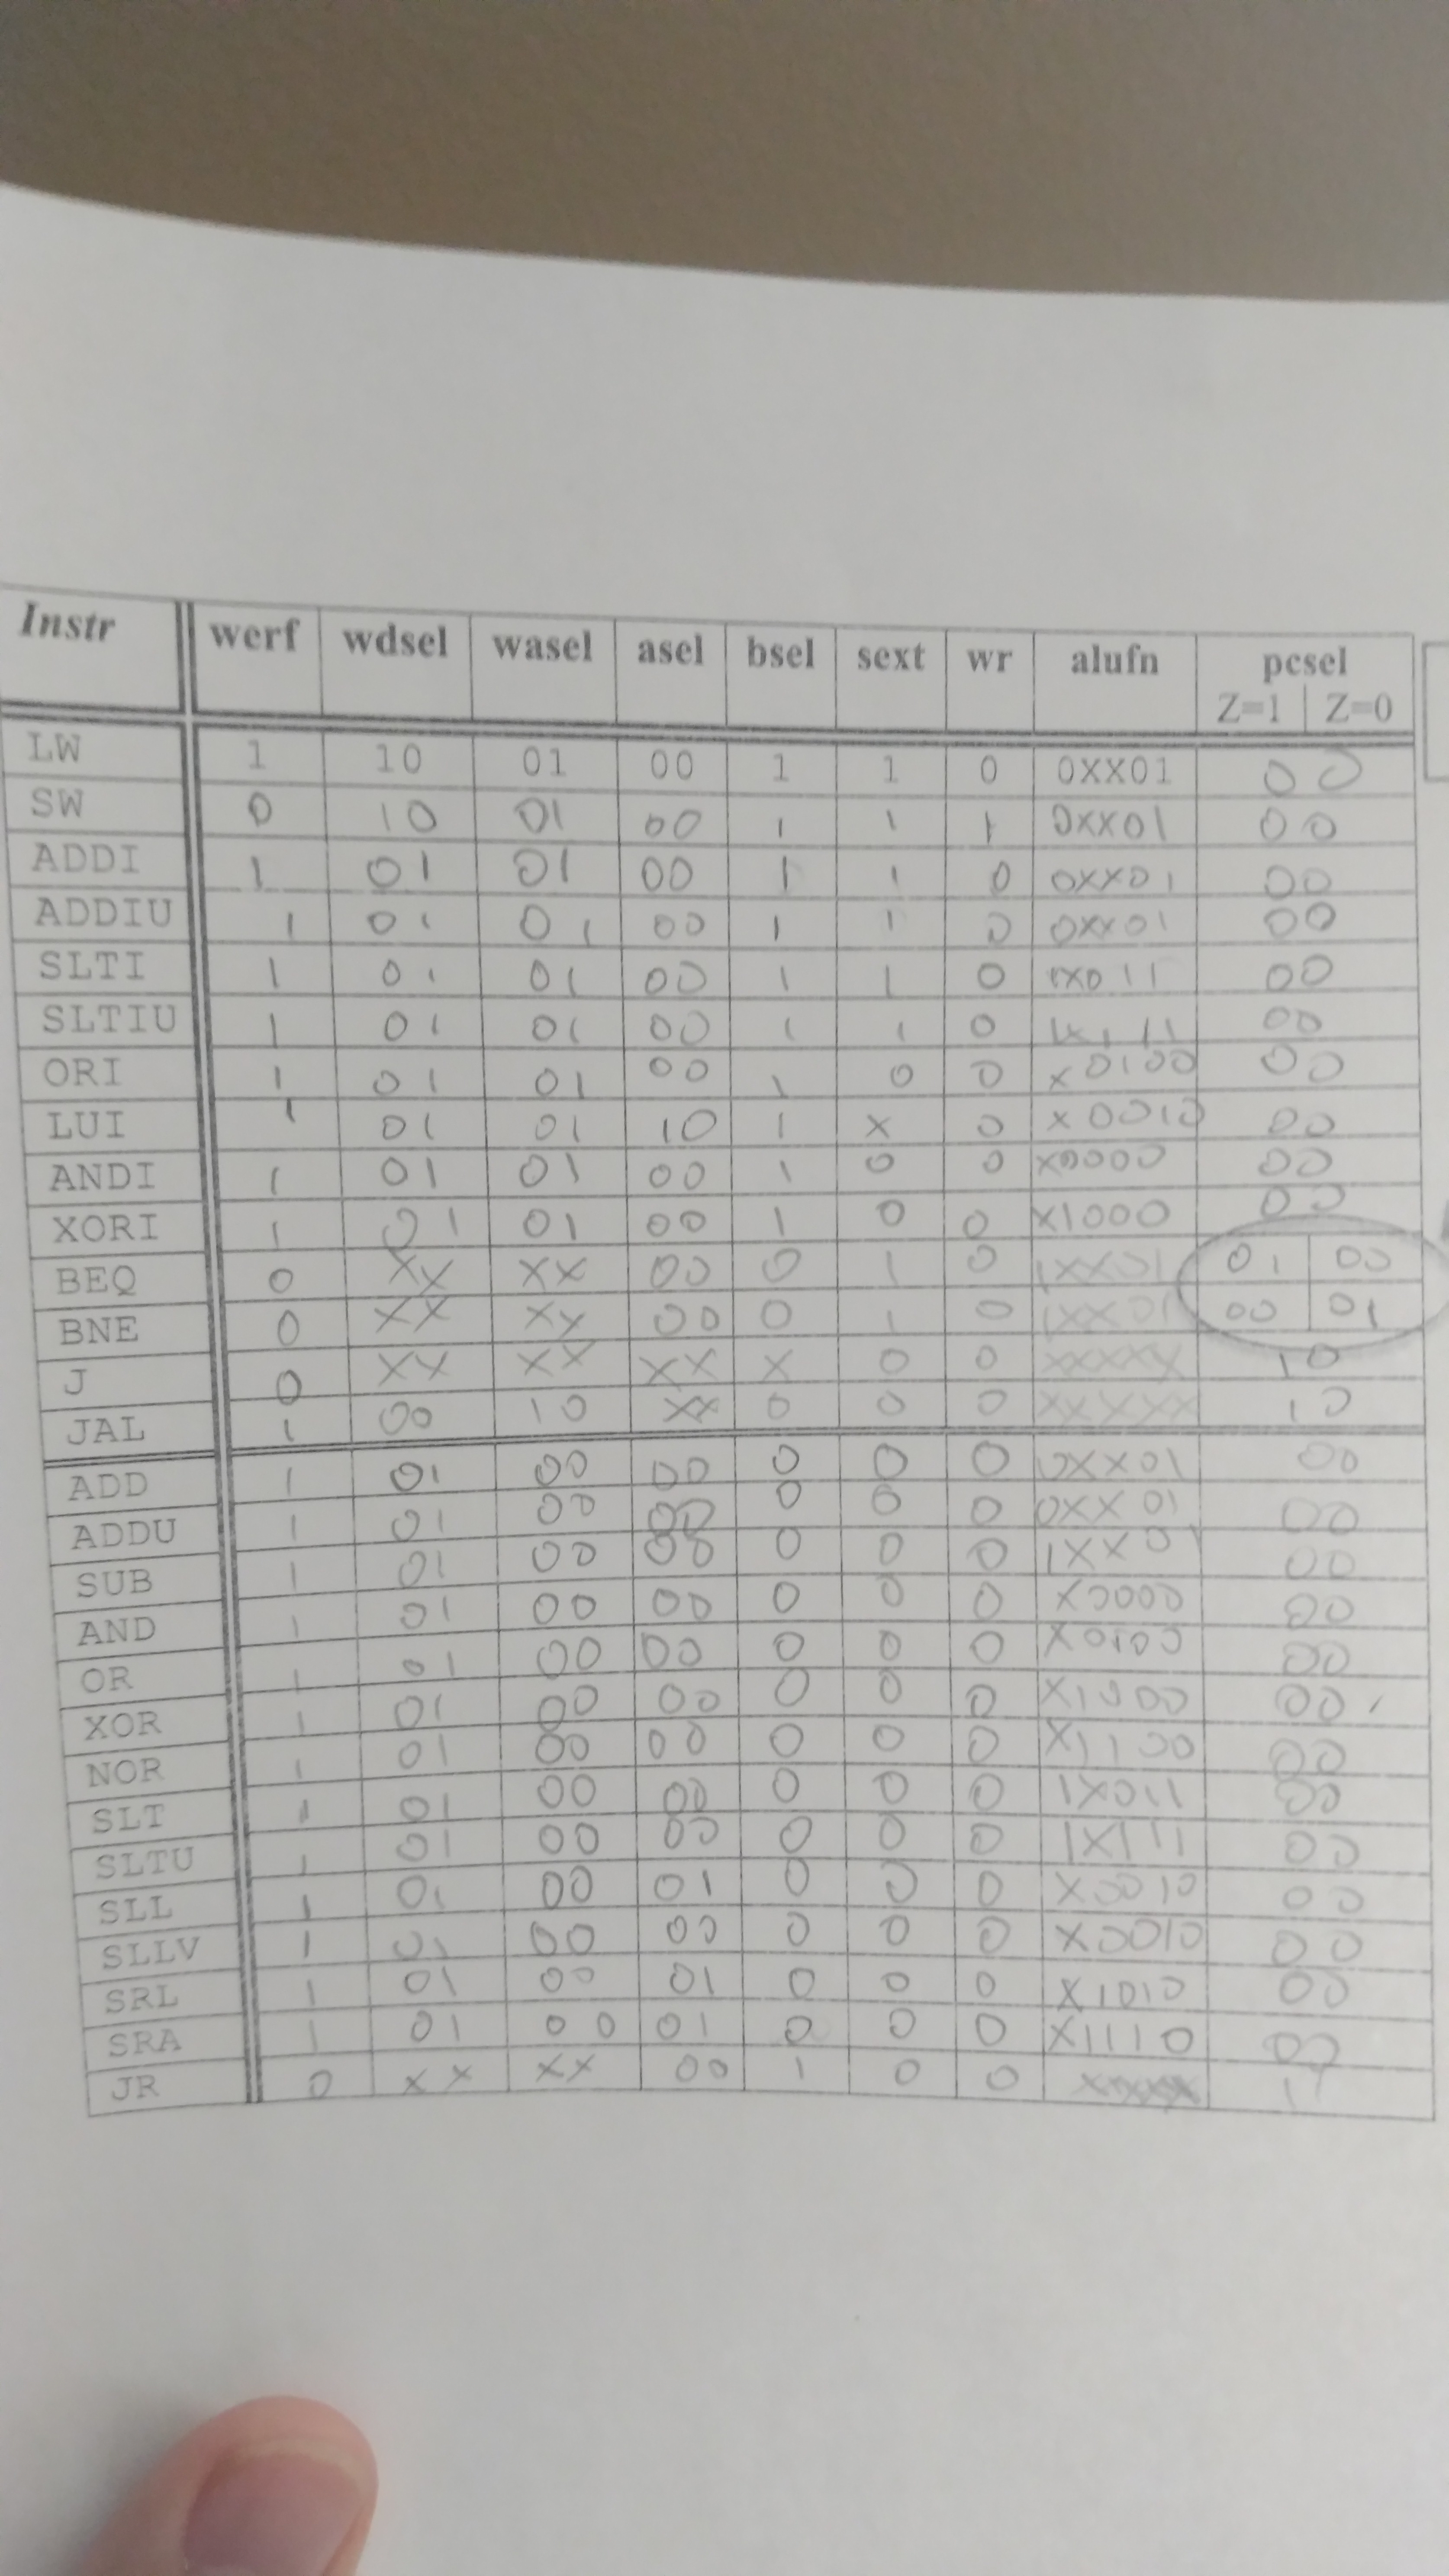 Instr werf wdsel wasel asel bsel sext wr alufn pcsel
Z=1 Z=0
LW 1 10 01 00 1 1 0 0XX01 00
SW 0 10 01 00 1 1 1 0XX01 00
ADDI 1 01 01 00 1 1 0 0XX01 00
ADDIU 1 01 01 00 1 1 0 0XX01 00
SLTI 1 01 01 00 1 1 0 1X011 00
SLTIU 1 01 01 00 1 1 0 1X111 00
ORI 1 01 01 00 1 0 0 X0100 00
LUI 1 01 01 10 1 X 0 X0010 00
ANDI 1 01 01 00 1 0 0 X0000 00
XORI 1 01 01 00 1 0 0 X1000 00
BEQ 0 XX XX 00 0 1 0 1XX01 01 00
BNE 0 XX XX 00 0 1 0 1XX01 00 01
J 0 XX XX XX X 0 0 XXXXX 10
JAL 1 00 10 XX 0 0 0 XXXXX 10
ADD 1 01 00 00 0 0 0 0XX01 00
ADDU 1 01 00 00 0 0 0 0XX01 00
SUB 1 01 00 00 0 0 0 1XX01 00
AND 1 01 00 00 0 0 0 X0000 00
OR 1 01 00 00 0 0 0 X0100 00
XOR 1 01 00 00 0 0 0 X1000 00
NOR 1 01 00 00 0 0 0 X1100 00
SLT 1 01 00 00 0 0 0 1X011 00
SLTU 1 01 00 00 0 0 0 1X111 00
SLL 1 01 00 01 0 0 0 X0010 00
SLLV 1 01 00 00 0 0 0 X0010 00
SRL 1 01 00 01 0 0 0 X1010 00
SRA 1 01 00 01 0 0 0 X1110 00
JR 0 XX XX 00 1 0 0 XXXXX 11